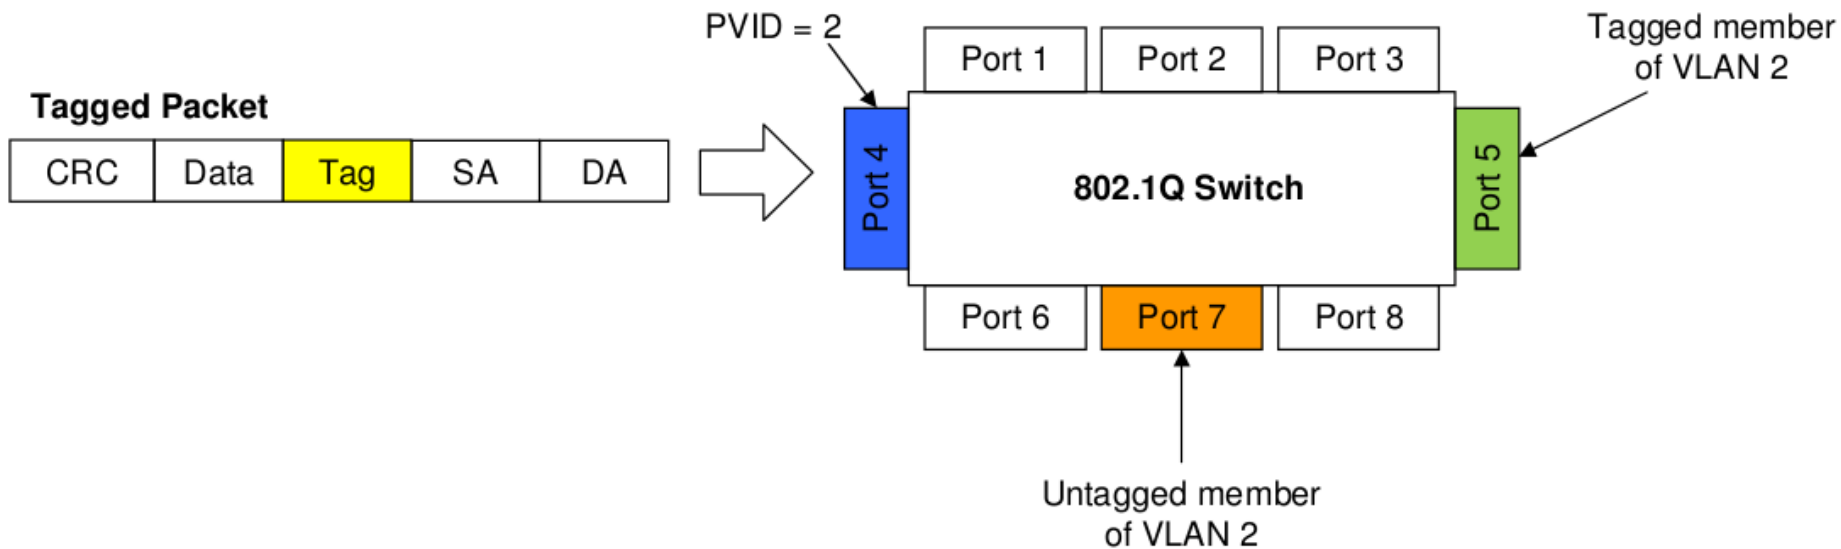 PVID = 2
Port 1
Port 2
Port 3
Tagged member
of VLAN 2
Tagged Packet
CRC
Data
Tag
SA
DA
Port 4
802.1Q Switch
Port 5
Port 6
Port 7
Port 8
Untagged member
of VLAN 2